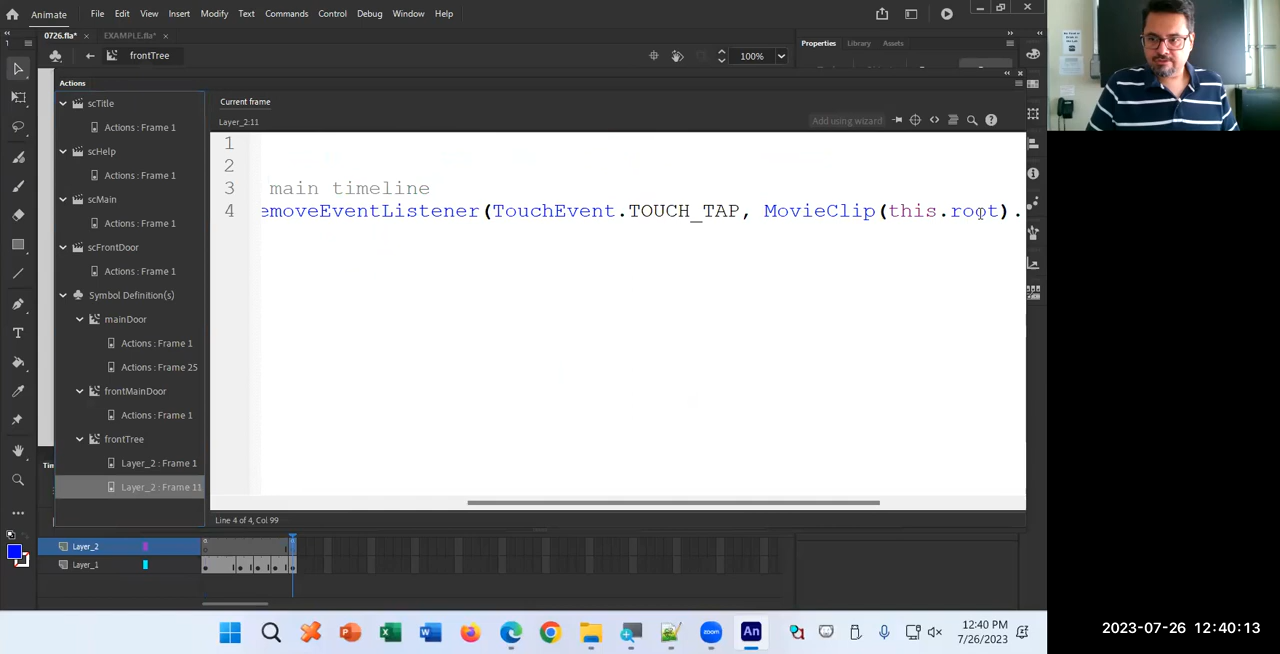 Animate File Edit View Insert Modify Text Commands Control Debug Window Help
0726.fla* × EXAMPLE.fla* ×
frontTree 100% Properties Library Assets
Actions
scTitle
Actions : Frame 1
scHelp
Actions : Frame 1
scMain
Actions : Frame 1
scFrontDoor
Actions : Frame 1
Symbol Definition(s)
mainDoor
Actions : Frame 1
Actions : Frame 25
frontMainDoor
Actions : Frame 1
frontTree
Layer_2 : Frame 1
Layer_2 : Frame 11
Current frame
Layer_2:11 Add using wizard
1
2
3 main timeline
4 emoveEventListener(TouchEvent.TOUCH_TAP, MovieClip(this.root).
Line 4 of 4, Col 99
Layer_2
Layer_1
12:40 PM
7/26/2023
2023-07-26 12:40:13